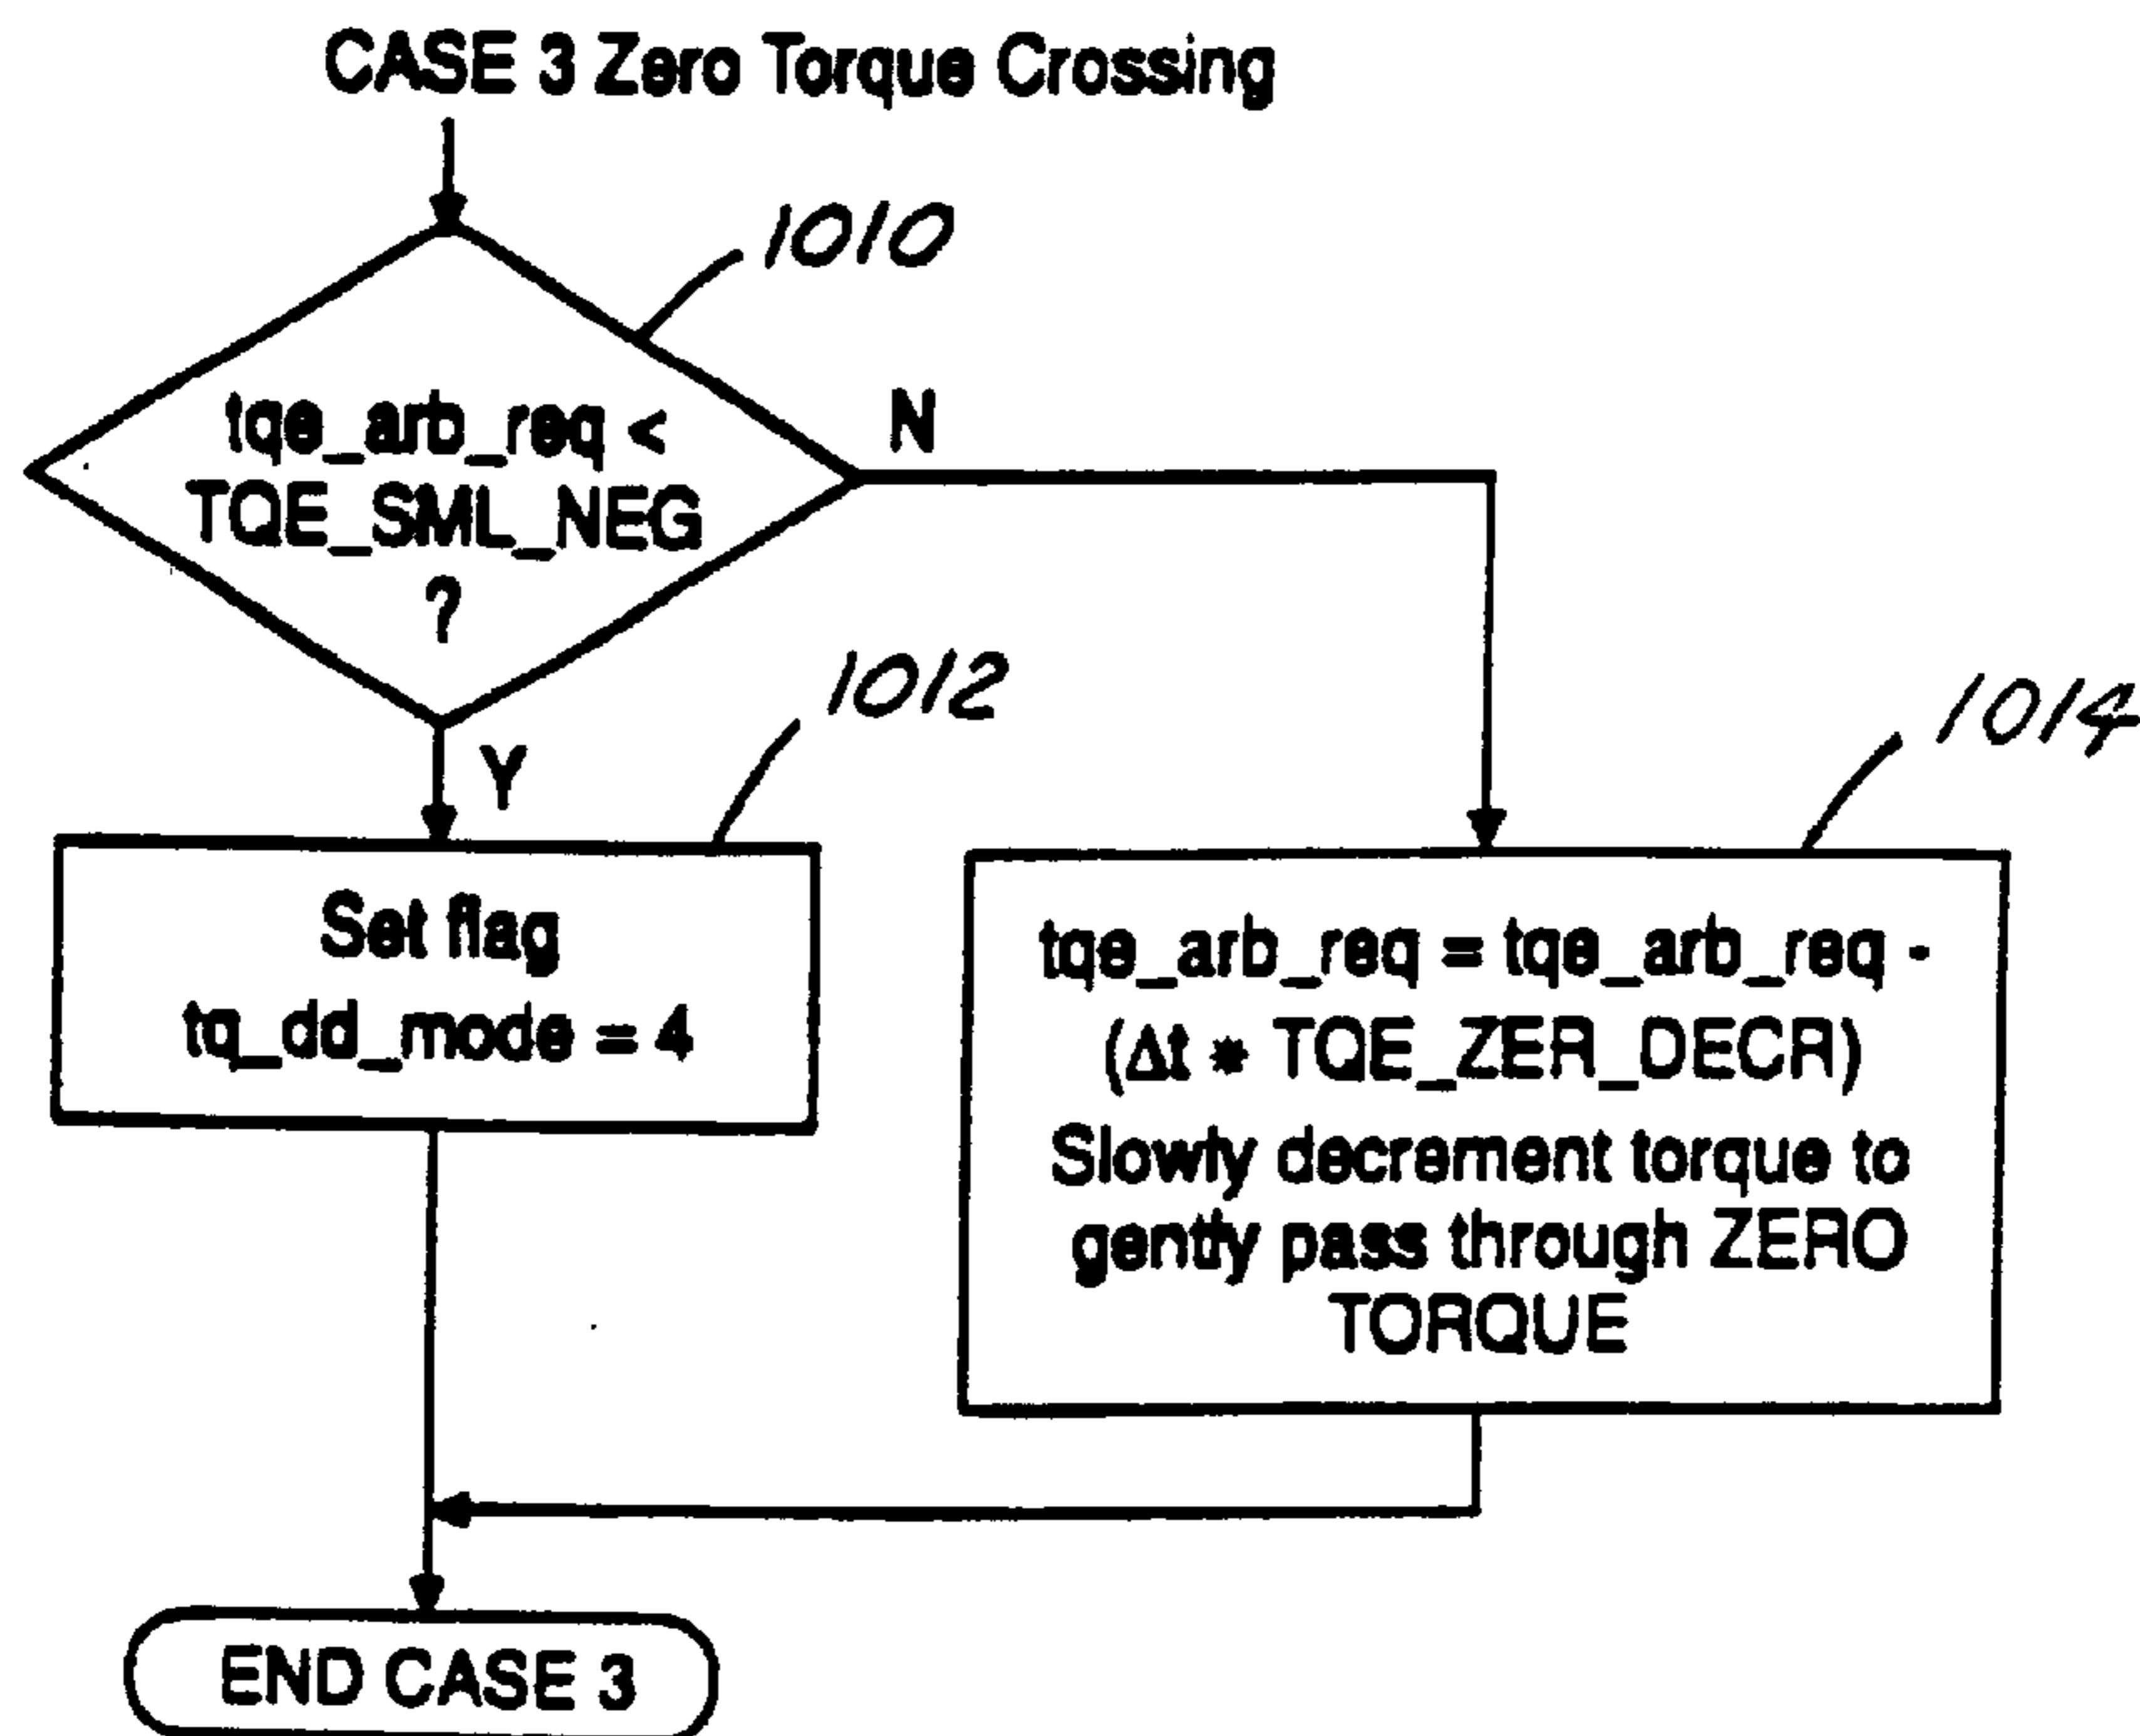 CASE 3 Zero Torque Crossing
1010
tqe_arb_req <
TQE_SML_NEG
?
N
Y
1012
1014
Set flag
tq_dd_mode = 4
tqe_arb_req = tqe_arb_req -
(Δt * TQE_ZER_DECR)
Slowly decrement torque to
gently pass through ZERO
TORQUE
END CASE 3